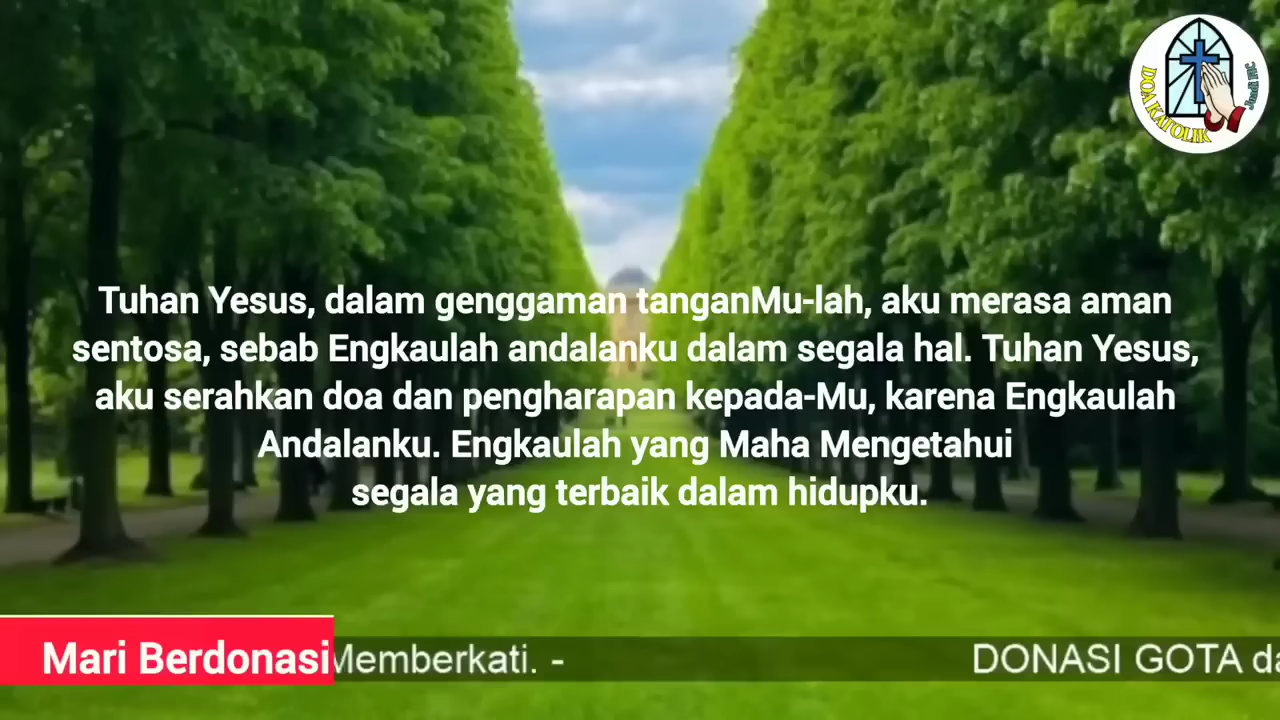 DOA KATOLIK
Tuhan Yesus, dalam genggaman tanganMu-lah, aku merasa aman
sentosa, sebab Engkaulah andalanku dalam segala hal. Tuhan Yesus,
aku serahkan doa dan pengharapan kepada-Mu, karena Engkaulah
Andalanku. Engkaulah yang Maha Mengetahui
segala yang terbaik dalam hidupku.
Mari Berdonasi
Memberkati. -
DONASI GOTA da